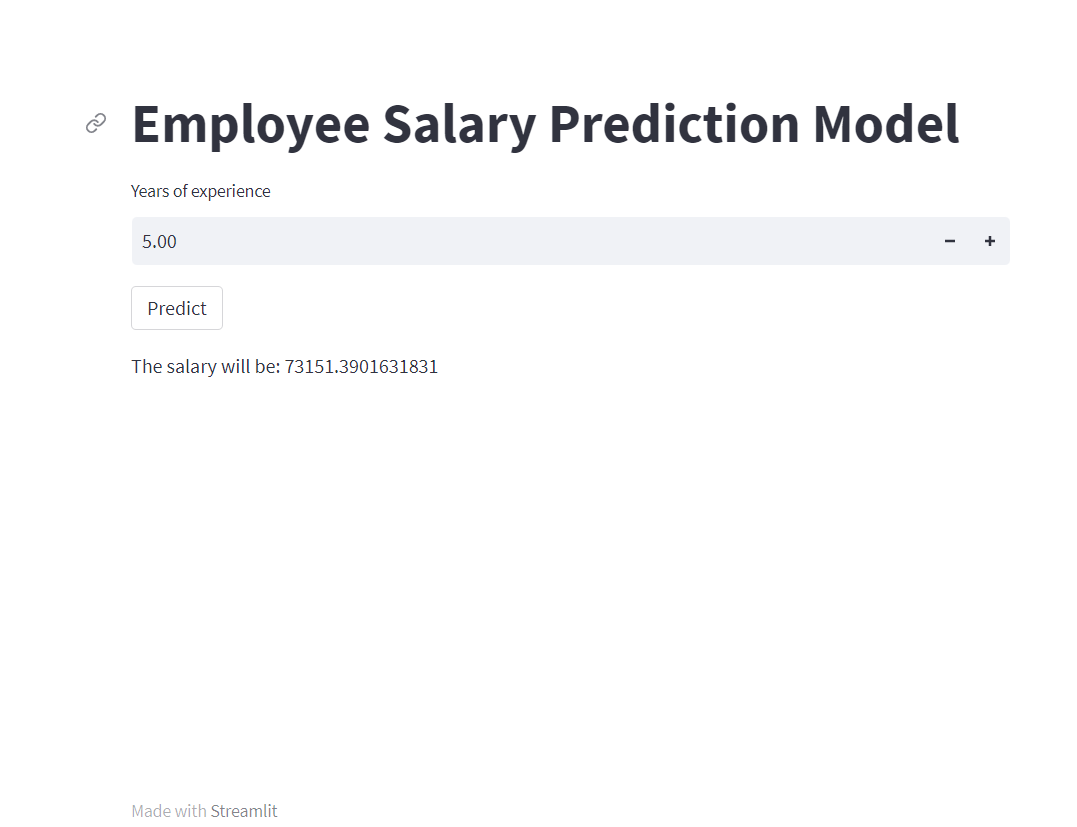 Employee Salary Prediction Model
Years of experience
5.00
Predict
The salary will be: 73151.3901631831
Made with Streamlit